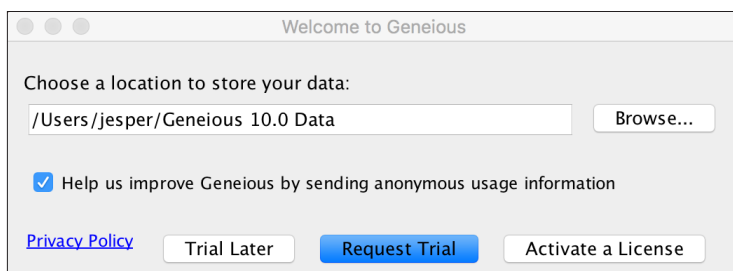 Welcome to Geneious
Choose a location to store your data:
/Users/jesper/Geneious 10.0 Data
Browse...
Help us improve Geneious by sending anonymous usage information
Privacy Policy
Trial Later
Request Trial
Activate a License